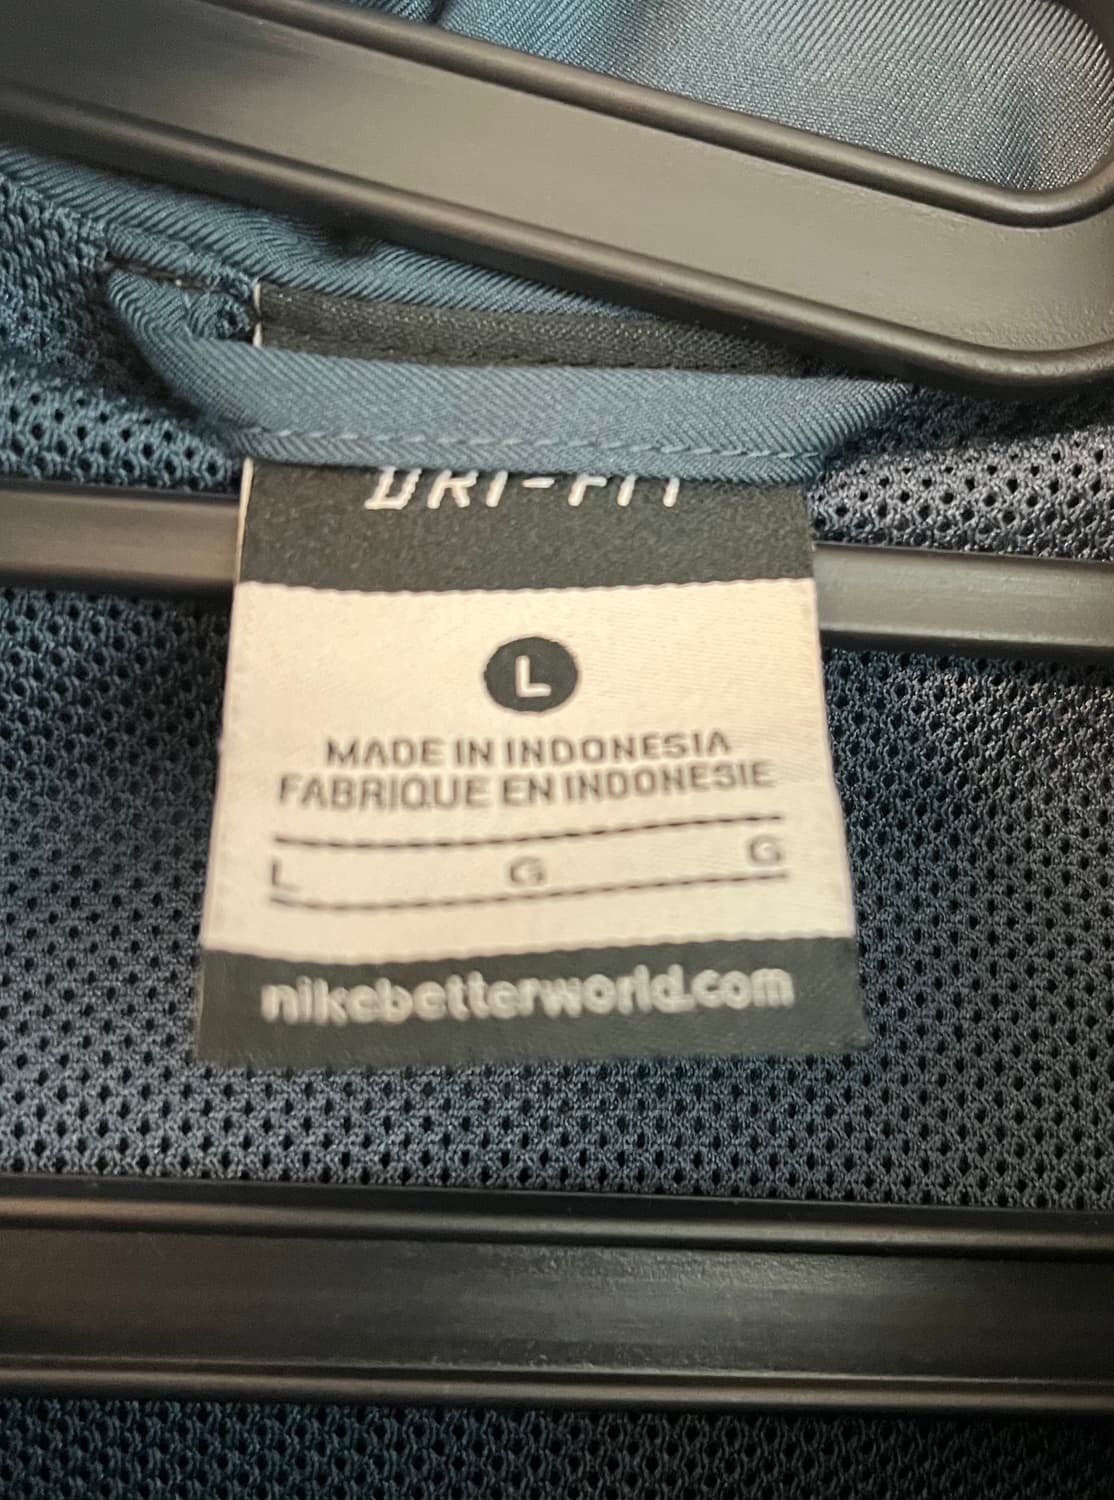 DRI-FIT
L
MADE IN INDONESIA
FABRIQUE EN INDONESIE
L G G
nikebetterworld.com